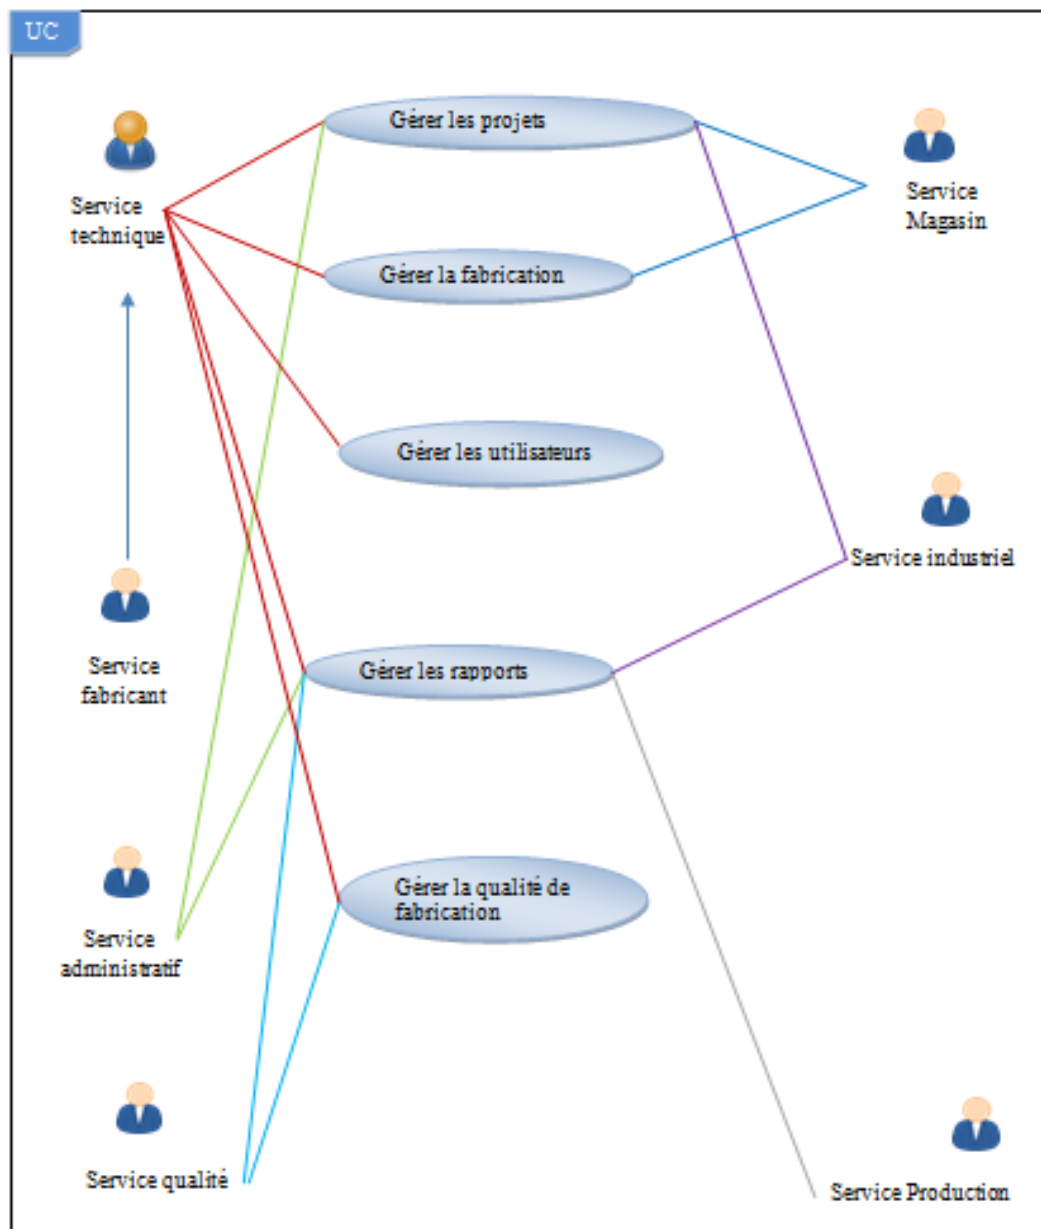 UC
Gérer les projets
Service
technique
Service
Magasin
Gérer la fabrication
Gérer les utilisateurs
Service industriel
Service
fabricant
Gérer les rapports
Gérer la qualité de
fabrication
Service
administratif
Service qualité
Service Production